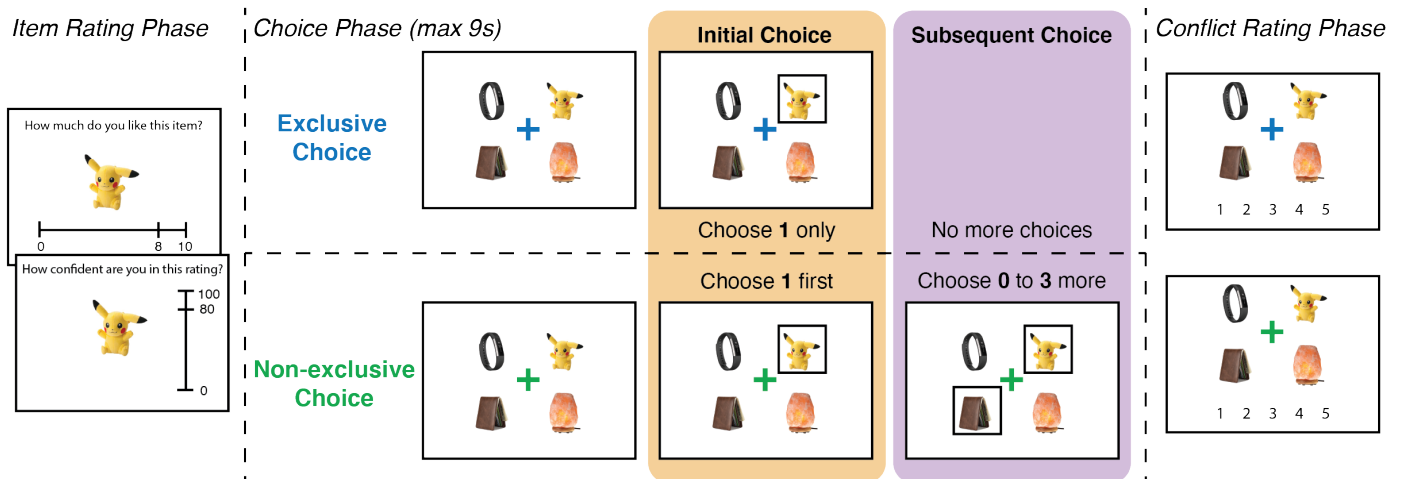 Item Rating Phase
How much do you like this item?
0 8 10
How confident are you in this rating?
100
80
0
Choice Phase (max 9s)
Exclusive
Choice
Non-exclusive
Choice
Initial Choice
Choose 1 only
Choose 1 first
Subsequent Choice
No more choices
Choose 0 to 3 more
Conflict Rating Phase
1 2 3 4 5
1 2 3 4 5